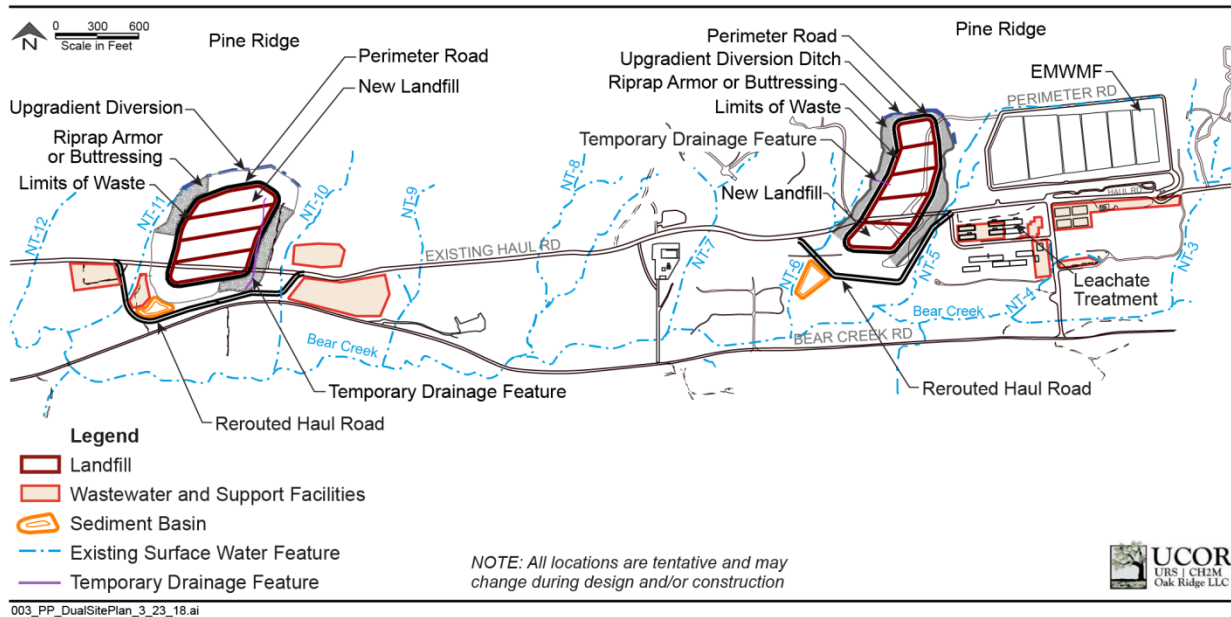 N
0 300 600
Scale in Feet
Pine Ridge
Perimeter Road
New Landfill
Upgradient Diversion
Riprap Armor
or Buttressing
Limits of Waste
NT-12
NT-11
NT-10
NT-9
NT-8
EXISTING HAUL RD
Bear Creek
Temporary Drainage Feature
Rerouted Haul Road
Pine Ridge
Perimeter Road
Upgradient Diversion Ditch
Riprap Armor or Buttressing
Limits of Waste
Temporary Drainage Feature
New Landfill
EMWMF
PERIMETER RD
HAUL RD
NT-7
NT-6
NT-5
NT-4
NT-3
Leachate
Treatment
Bear Creek
BEAR CREEK RD
Rerouted Haul Road
Legend
Landfill
Wastewater and Support Facilities
Sediment Basin
Existing Surface Water Feature
Temporary Drainage Feature
NOTE: All locations are tentative and may
change during design and/or construction
UCOR
URS | CH2M
Oak Ridge LLC
003_PP_DualSitePlan_3_23_18.ai